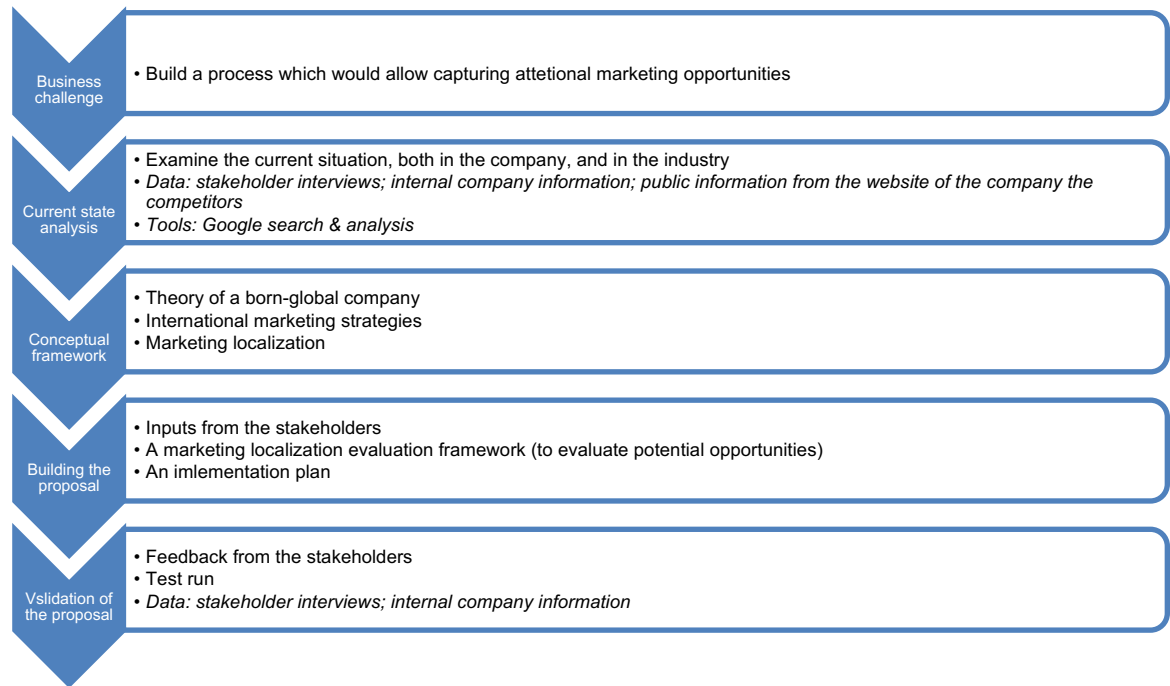 Business
challenge
• Build a process which would allow capturing attetional marketing opportunities
Current state
analysis
• Examine the current situation, both in the company, and in the industry
• Data: stakeholder interviews; internal company information; public information from the website of the company the
competitors
• Tools: Google search & analysis
Conceptual
framework
• Theory of a born-global company
• International marketing strategies
• Marketing localization
Building the
proposal
• Inputs from the stakeholders
• A marketing localization evaluation framework (to evaluate potential opportunities)
• An imlementation plan
Vslidation of
the proposal
• Feedback from the stakeholders
• Test run
• Data: stakeholder interviews; internal company information